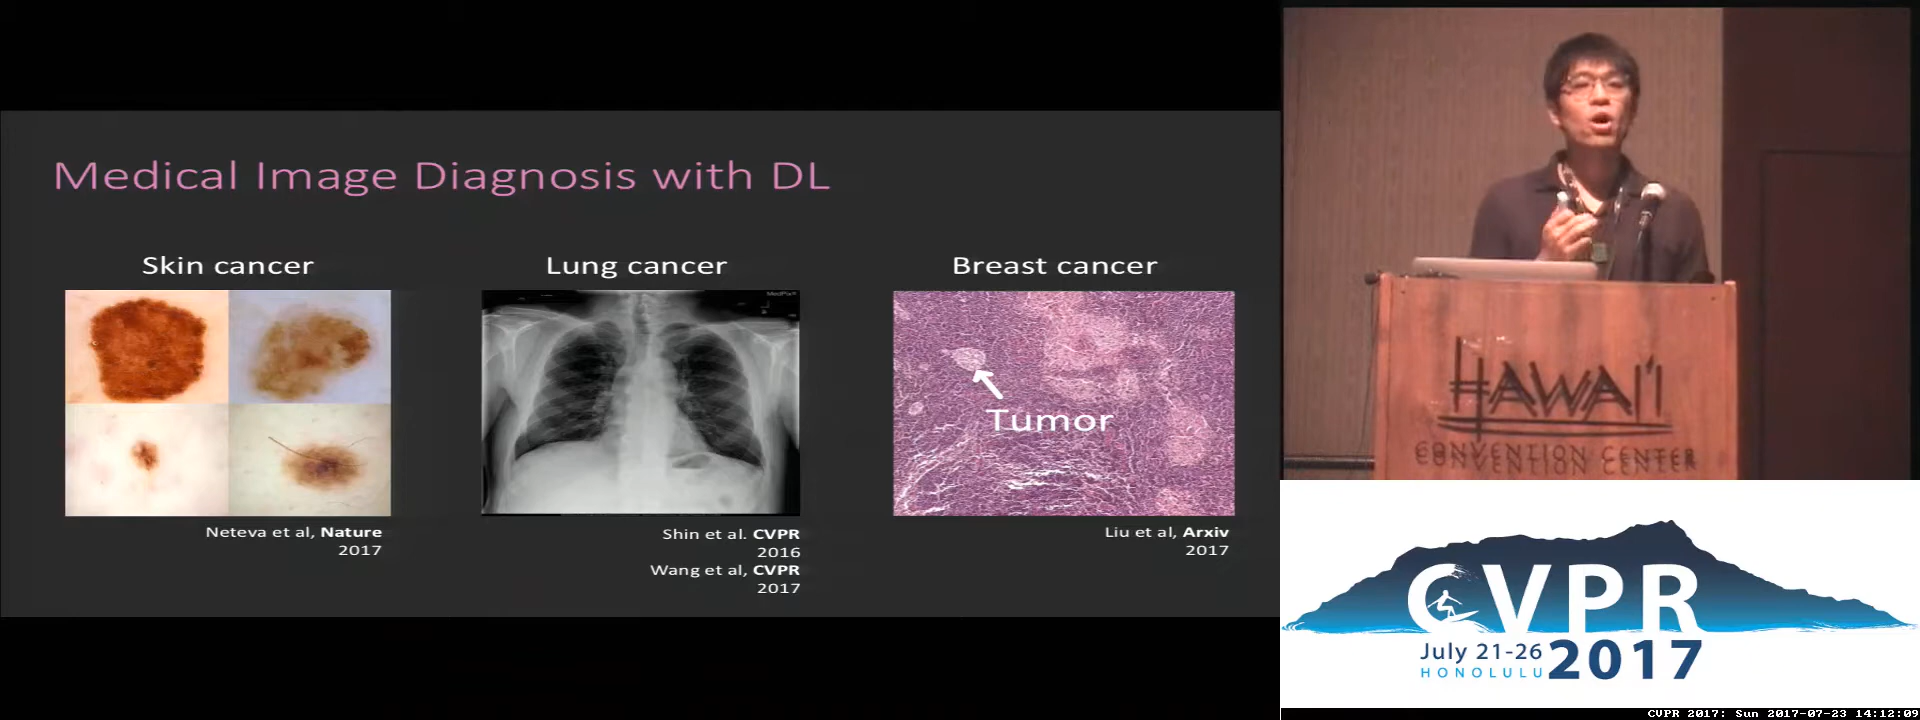 Medical Image Diagnosis with DL
Skin cancer
Lung cancer
Breast cancer
MedPix®
Tumor
Neteva et al, Nature
2017
Shin et al. CVPR
2016
Wang et al, CVPR
2017
Liu et al, Arxiv
2017
HAWAI'I
CONVENTION CENTER
CVPR
July 21-26
HONOLULU
2017
CVPR 2017: Sun 2017-07-23 14:12:09